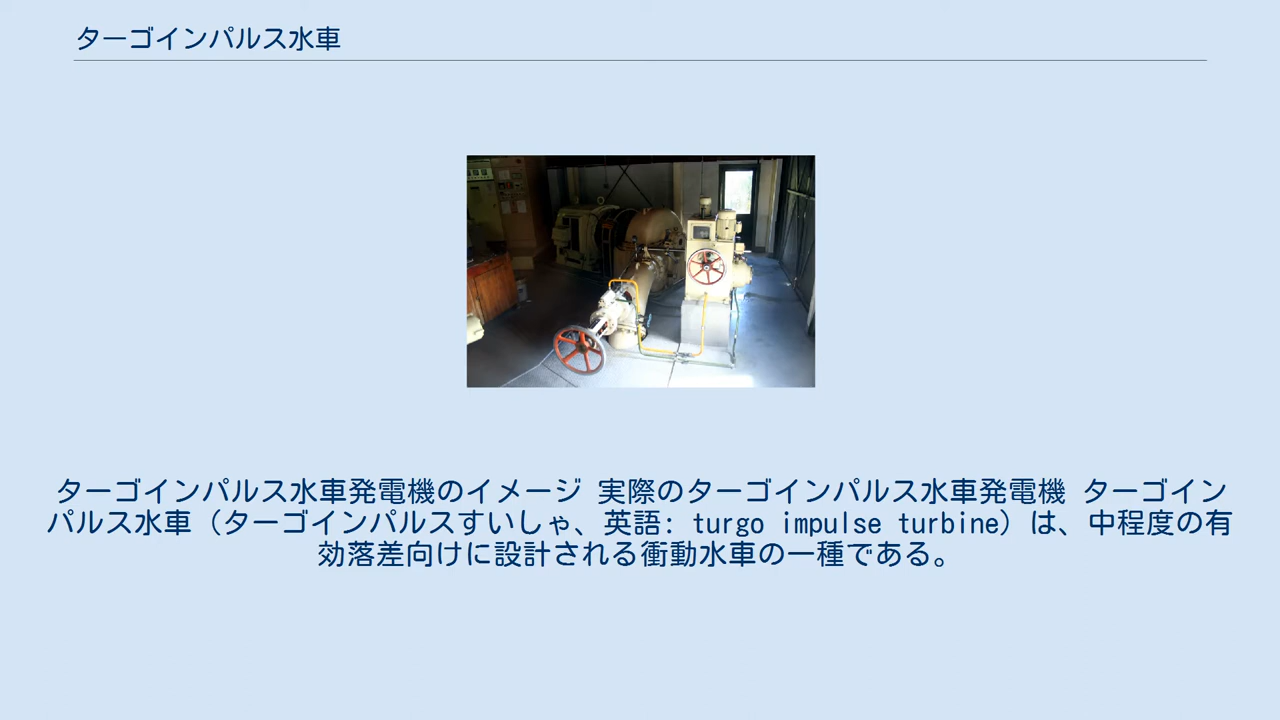 ターゴインパルス水車
ターゴインパルス水車発電機のイメージ 実際のターゴインパルス水車発電機 ターゴイン
パルス水車（ターゴインパルスすいしゃ、英語: turgo impulse turbine）は、中程度の有
効落差向けに設計される衝動水車の一種である。